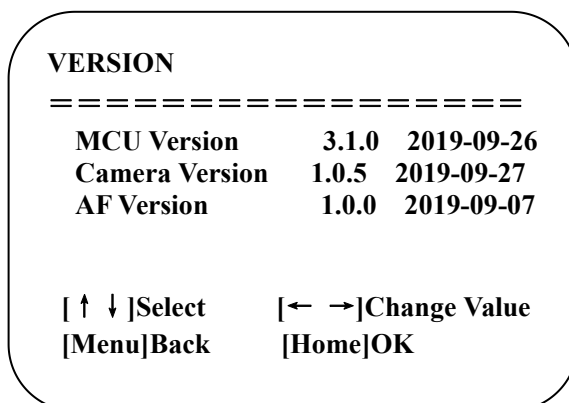 VERSION
=================
MCU Version 3.1.0 2019-09-26
Camera Version 1.0.5 2019-09-27
AF Version 1.0.0 2019-09-07
[↑ ↓]Select [← →]Change Value
[Menu]Back [Home]OK